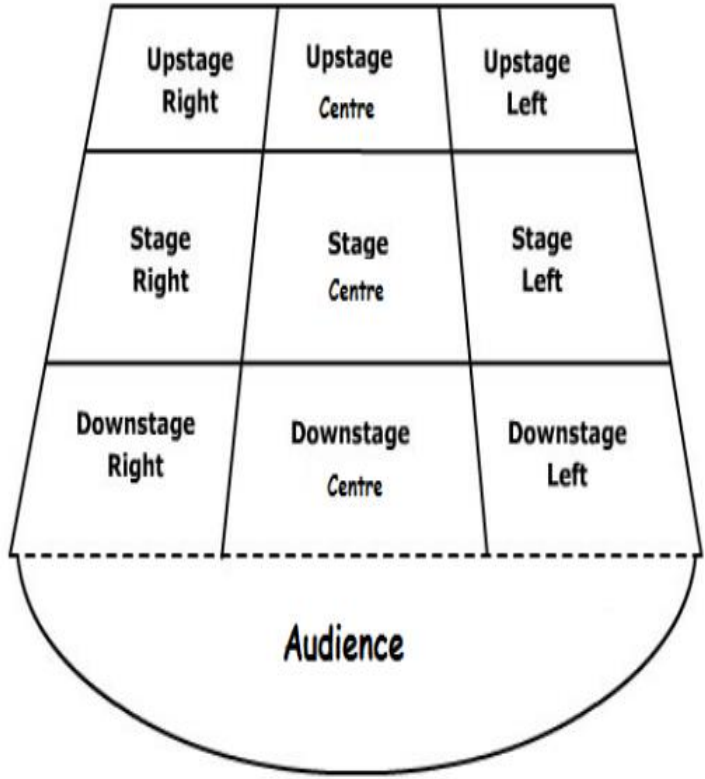 Upstage
Right
Upstage
Centre
Upstage
Left
Stage
Right
Stage
Centre
Stage
Left
Downstage
Right
Downstage
Centre
Downstage
Left
Audience